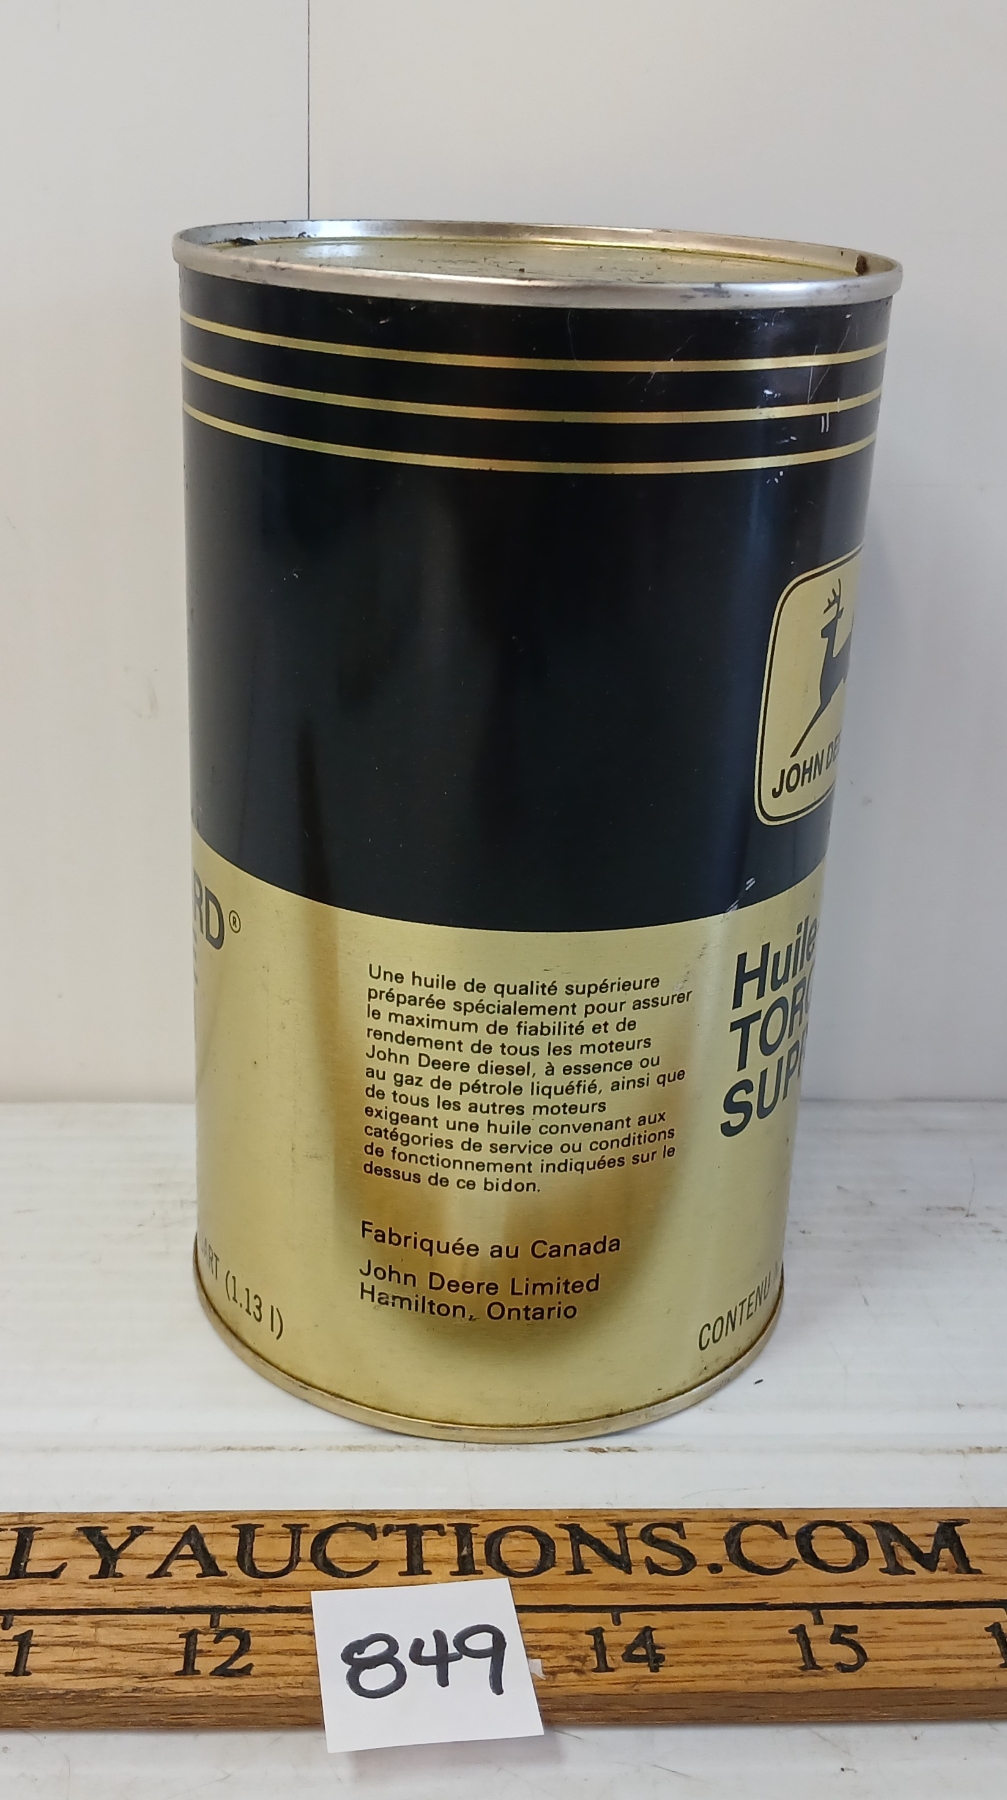 JOHN
RD®
Huile
Une huile de qualité supérieure
préparée spécialement pour assurer
le maximum de fiabilité et de
rendement de tous les moteurs
John Deere diesel, à essence ou
au gaz de pétrole liquéfié, ainsi que
de tous les autres moteurs
exigeant une huile convenant aux
catégories de service ou conditions
de fonctionnement indiquées sur le
dessus de ce bidon.
Fabriquée au Canada
John Deere Limited
Hamilton, Ontario
(1.13 l)
CONTENU
LYAUCTIONS.COM
12 14 15
849